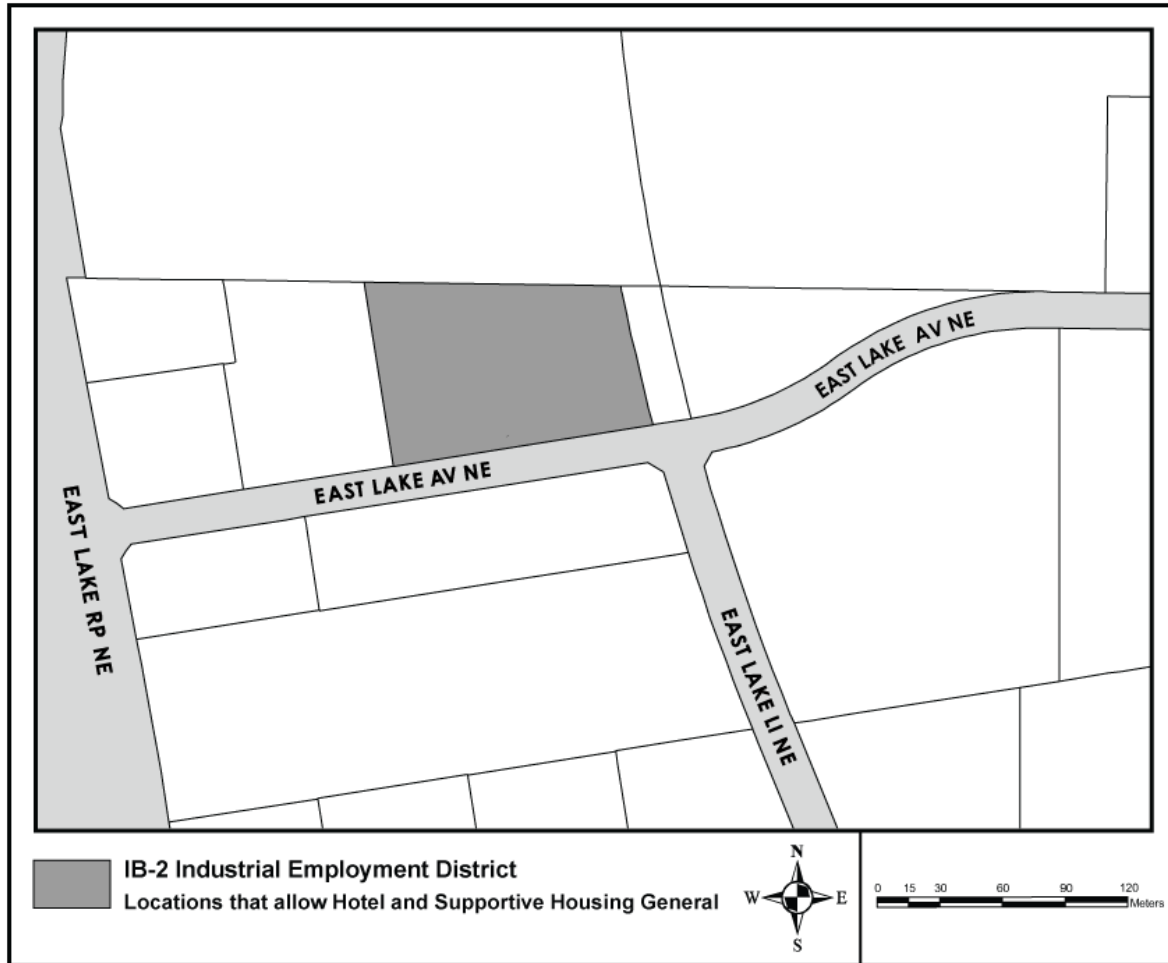 EAST LAKE AV NE
EAST LAKE AV NE
EAST LAKE RP NE
EAST LAKE LI NE
IB-2 Industrial Employment District
Locations that allow Hotel and Supportive Housing General
N
W E
S
0 15 30 60 90 120
Meters